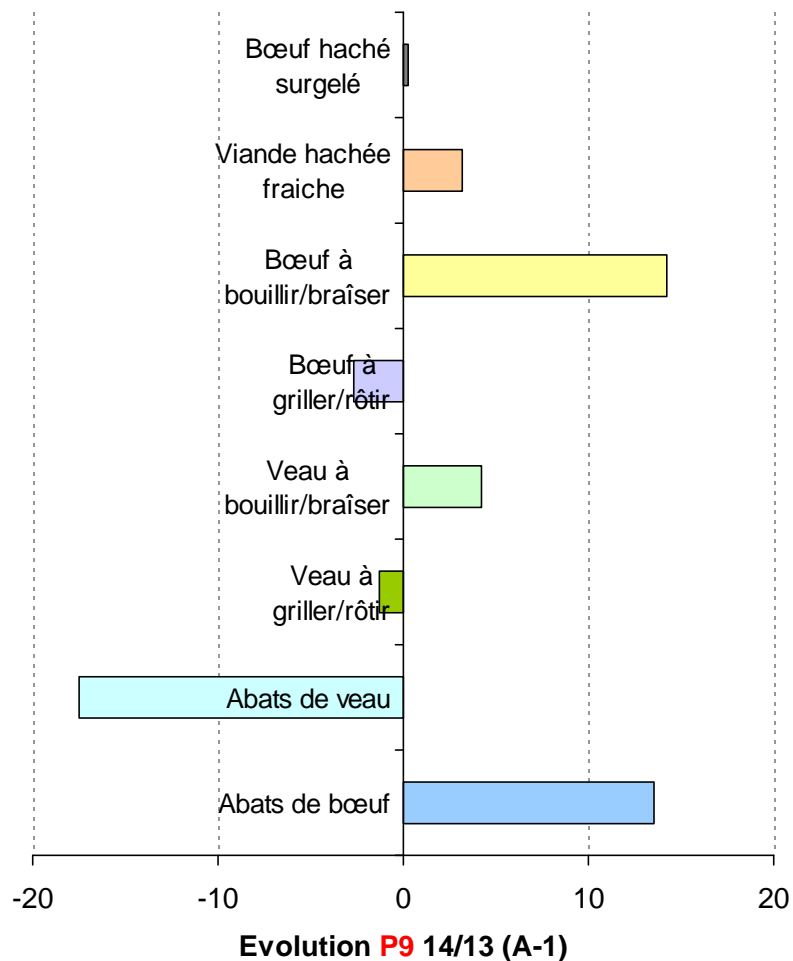 Bœuf haché
surgelé
Viande hachée
fraiche
Bœuf à
bouillir/braîser
Bœuf à
griller/rôtir
Veau à
bouillir/braîser
Veau à
griller/rôtir
Abats de veau
Abats de bœuf
-20 -10 0 10 20
Evolution P9 14/13 (A-1)